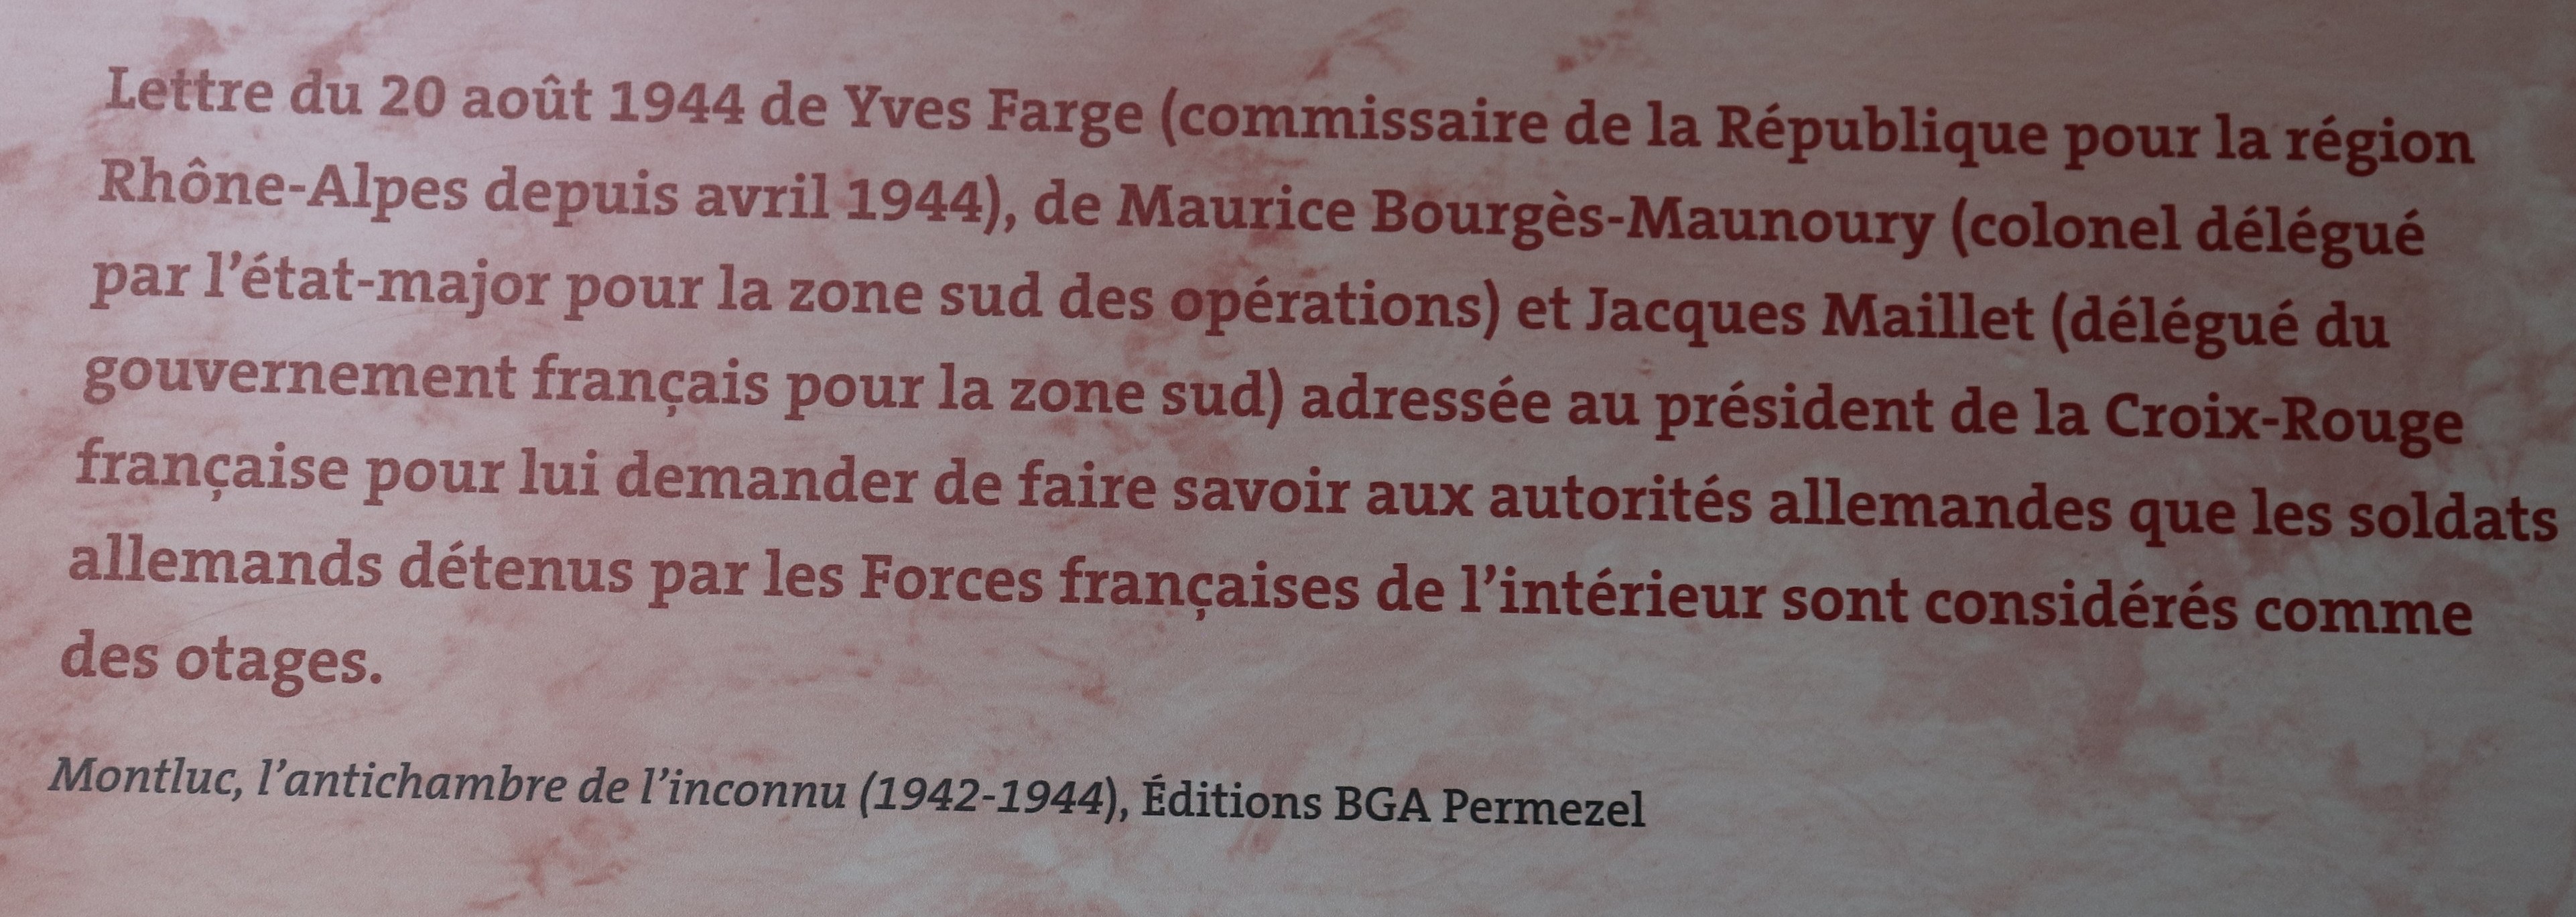 Lettre du 20 août 1944 de Yves Farge (commissaire de la République pour la région
Rhône-Alpes depuis avril 1944), de Maurice Bourgès-Maunoury (colonel délégué
par l’état-major pour la zone sud des opérations) et Jacques Maillet (délégué du
gouvernement français pour la zone sud) adressée au président de la Croix-Rouge
française pour lui demander de faire savoir aux autorités allemandes que les soldats
allemands détenus par les Forces françaises de l’intérieur sont considérés comme
des otages.
Montluc, l’antichambre de l’inconnu (1942-1944), Éditions BGA Permezel